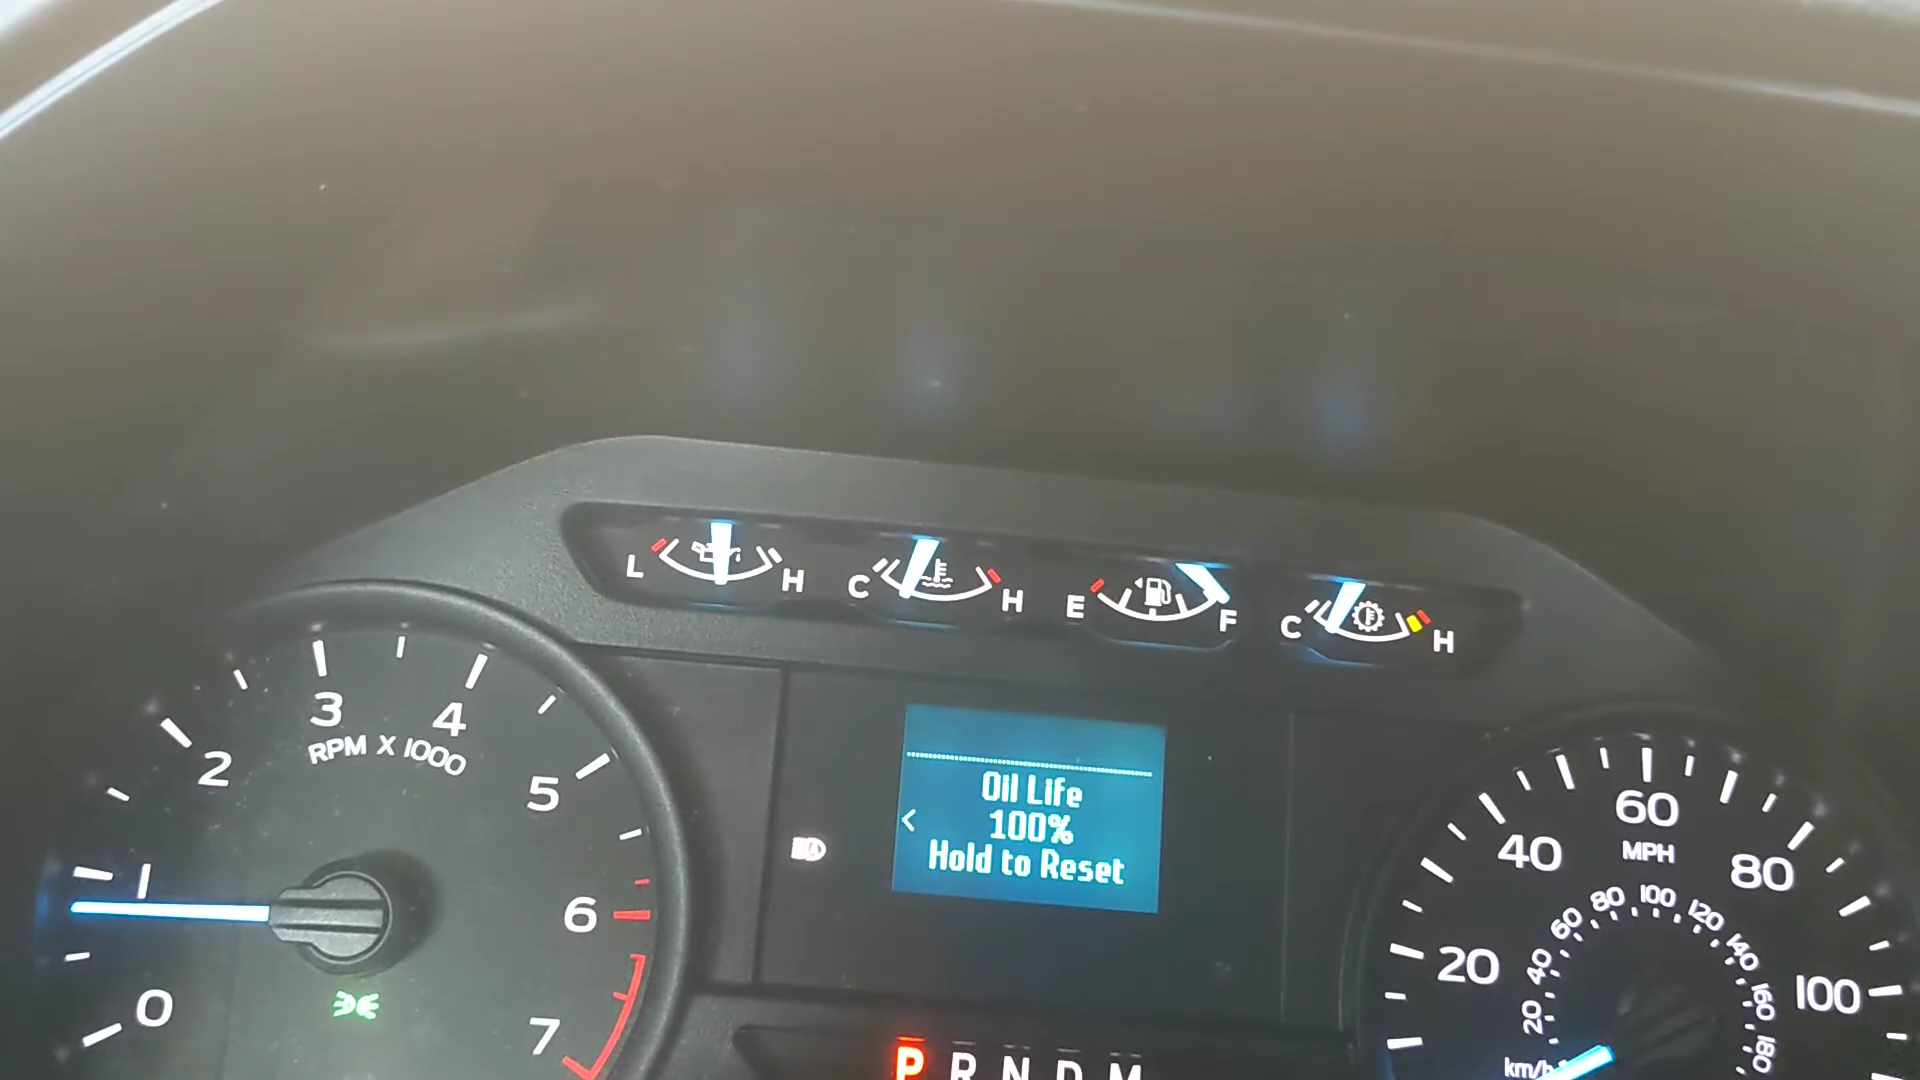 L H
C H
E F
C H
0 1 2 3 4 5 6 7
RPM X 1000
Oil Life
<
100%
Hold to Reset
20 40 60 80 100
MPH
20 40 60 80 100 120 140 160 180
km/h
P R N D M